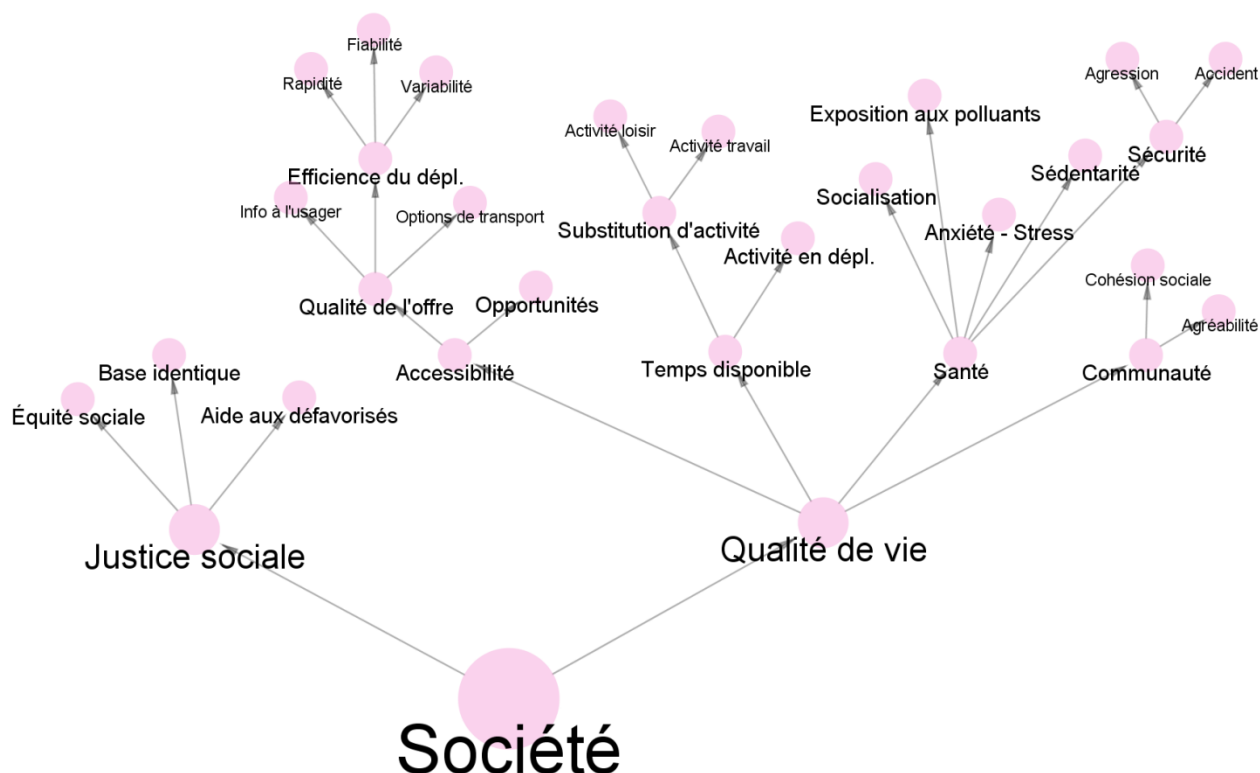 Fiabilité
Rapidité
Variabilité
Agression
Accident
Exposition aux polluants
Activité loisir
Activité travail
Sécurité
Efficience du dépl.
Sédentarité
Socialisation
Info à l'usager
Options de transport
Substitution d'activité
Anxiété - Stress
Activité en dépl.
Cohésion sociale
Qualité de l'offre
Opportunités
Agréabilité
Base identique
Accessibilité
Temps disponible
Santé
Communauté
Équité sociale
Aide aux défavorisés
Justice sociale
Qualité de vie
Société